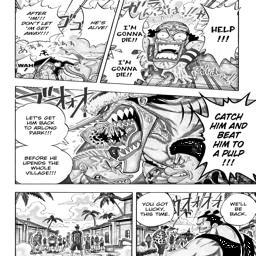 HELP
!!!
I'M
GONNA
DIE!!
I'M
GONNA
DIE!!
HE'S
ALIVE!
AFTER
'IM!!!
DON'T LET
'IM GET
AWAY!!!
WAH!
CATCH
HIM AND
BEAT
HIM TO
A PULP
!!!
LET'S GET
HIM BACK
TO ARLONG
PARK!!!
BEFORE HE
UPENDS THE
WHOLE
VILLAGE!!!
WE'LL
BE
BACK.
YOU GOT
LUCKY,
THIS TIME.